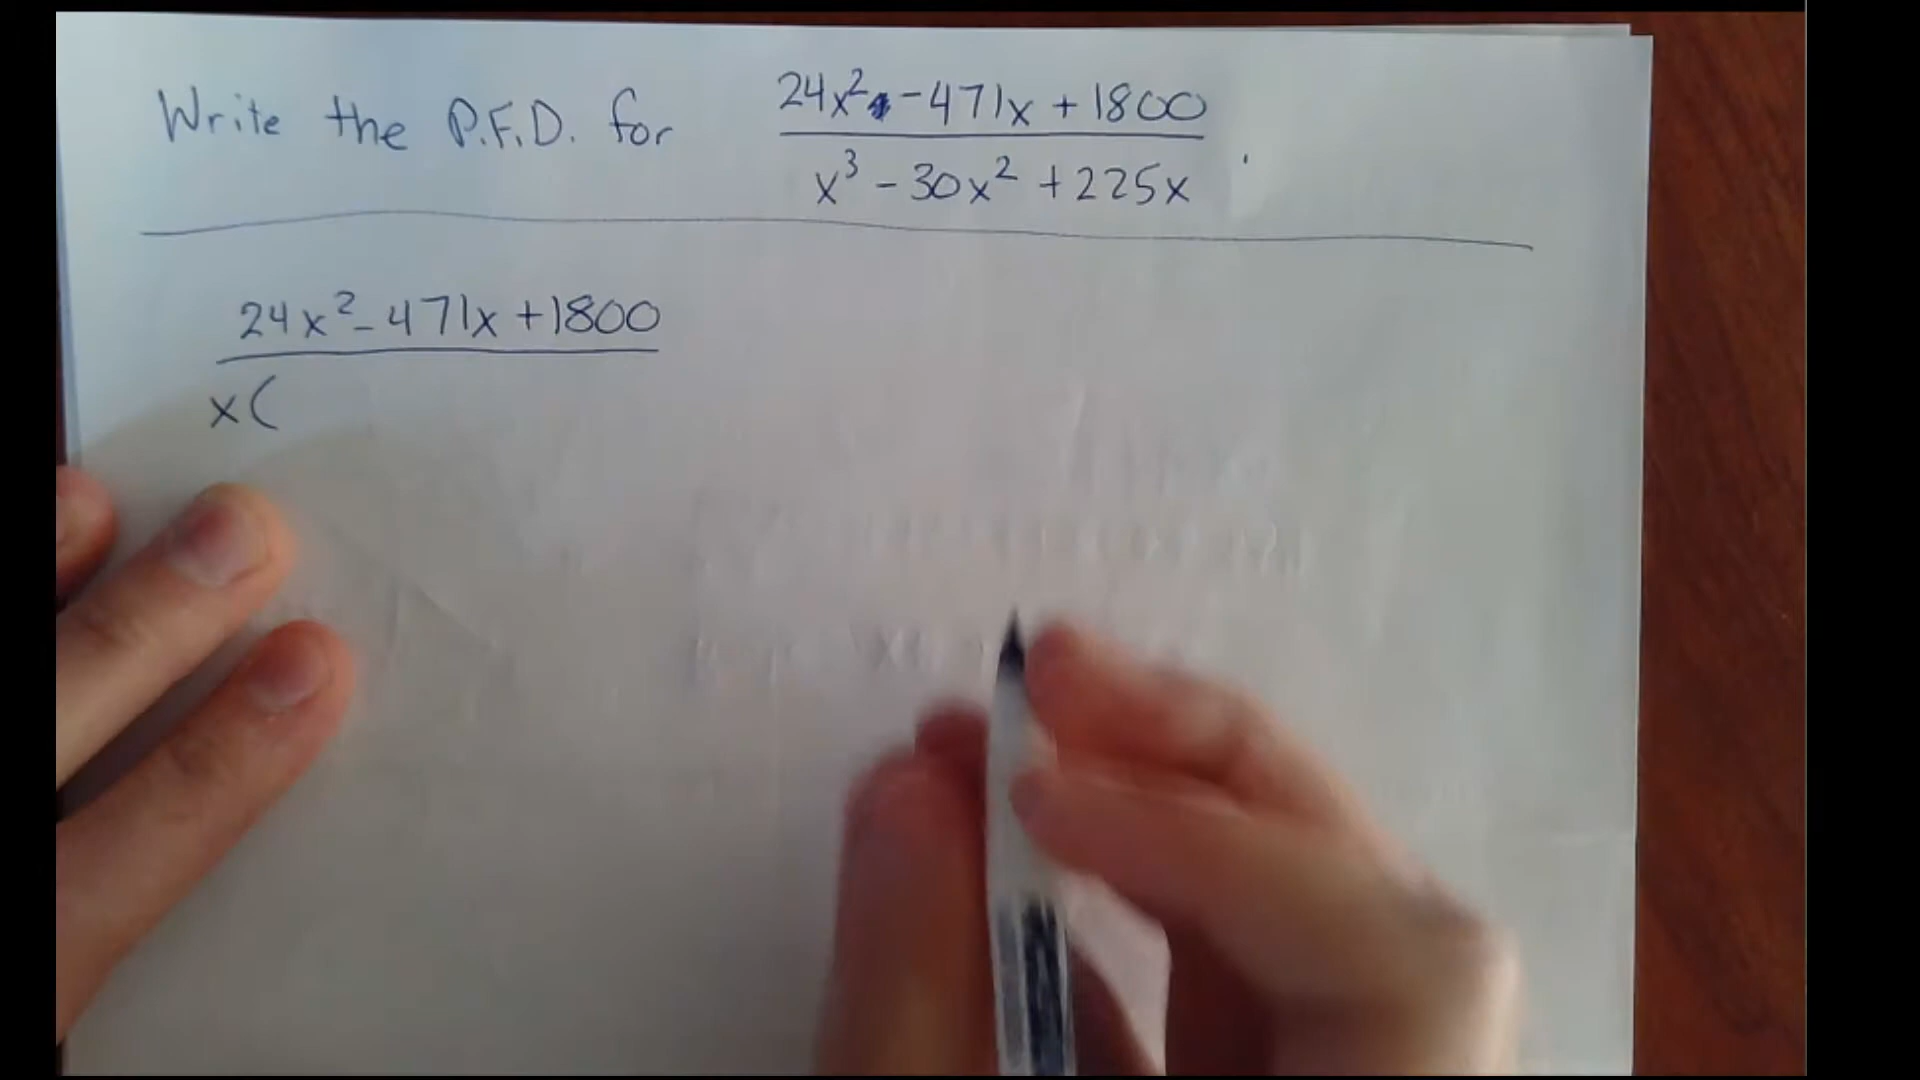 Write the P.F.D. for 24x² - 471x + 1800 / x³ - 30x² + 225x .
24x² - 471x + 1800
x (